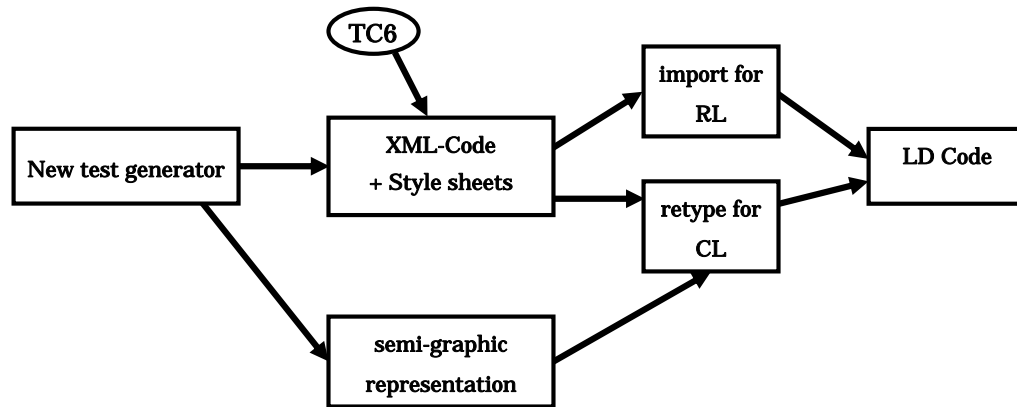 TC6
New test generator
XML-Code
+ Style sheets
import for
RL
retype for
CL
LD Code
semi-graphic
representation